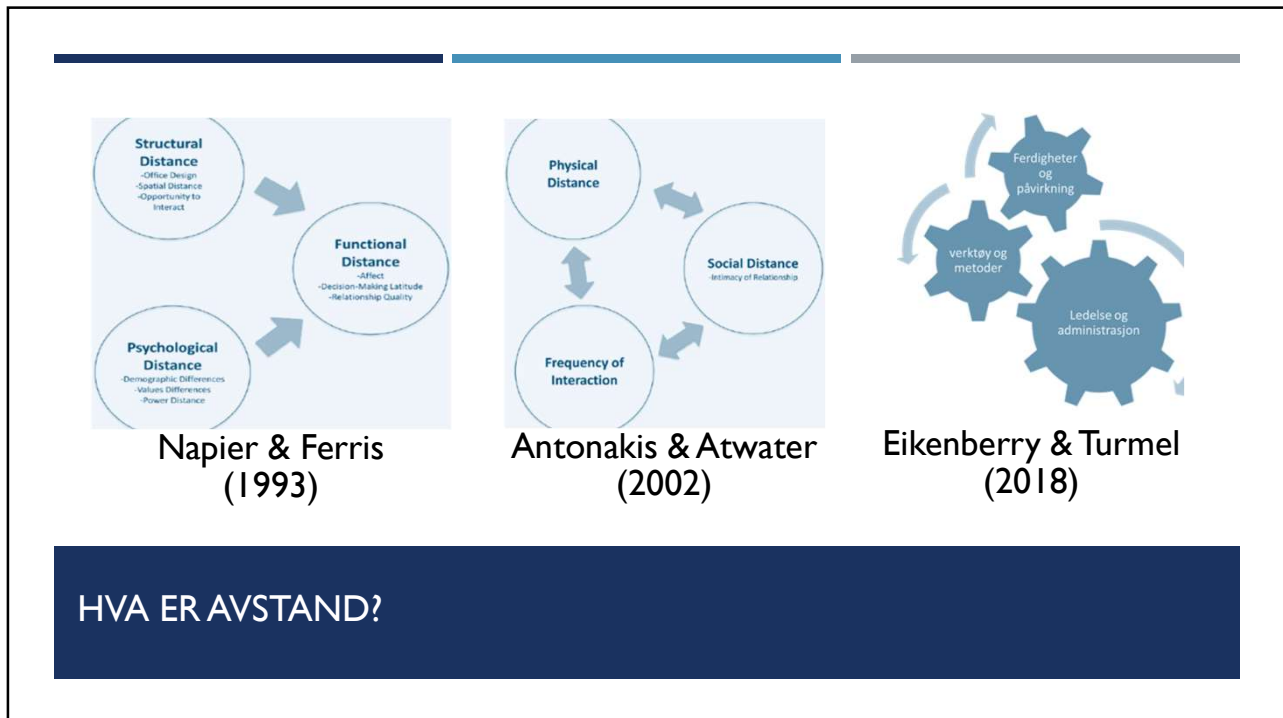 Structural
Distance
-Office Design
-Spatial Distance
-Opportunity to
Interact
Functional
Distance
-Affect
-Decision-Making Latitude
-Relationship Quality
Psychological
Distance
-Demographic Differences
-Values Differences
-Power Distance
Napier & Ferris
(1993)
Physical
Distance
Social Distance
-Intimacy of Relationship
Frequency of
Interaction
Antonakis & Atwater
(2002)
Ferdigheter
og
påvirkning
verktøy og
metoder
Ledelse og
administrasjon
Eikenberry & Turmel
(2018)
HVA ER AVSTAND?